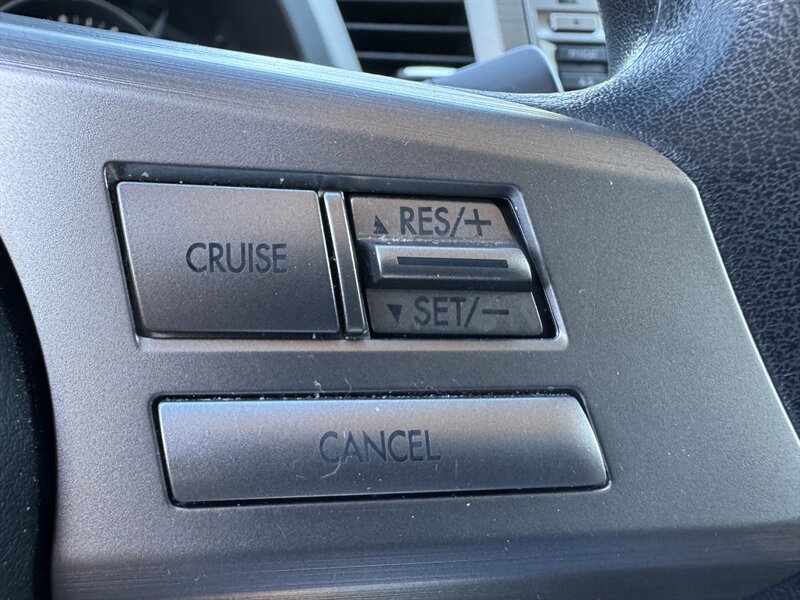 CRUISE
▲ RES/+
▼ SET/−
CANCEL